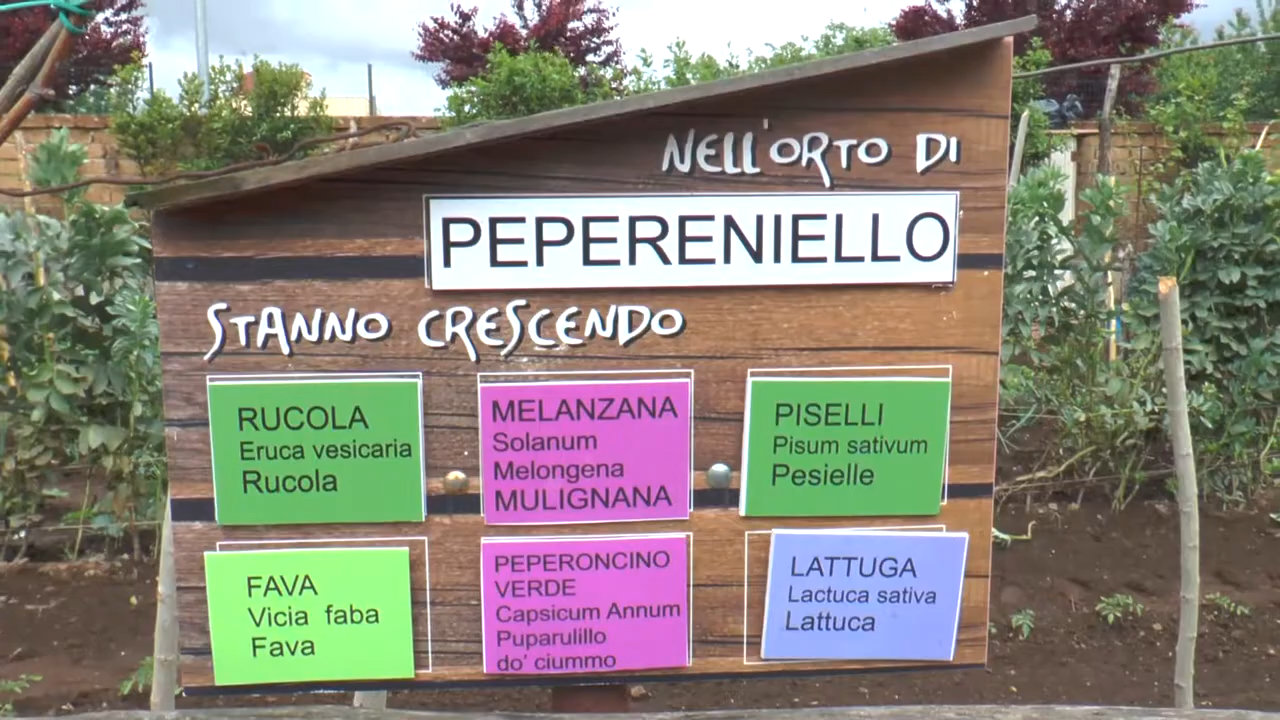 NELL'ORTO DI
PEPERENIELLO
STANNO CRESCENDO
RUCOLA
Eruca vesicaria
Rucola
MELANZANA
Solanum
Melongena
MULIGNANA
PISELLI
Pisum sativum
Pesielle
FAVA
Vicia faba
Fava
PEPERONCINO
VERDE
Capsicum Annum
Puparulillo
do' ciummo
LATTUGA
Lactuca sativa
Lattuca